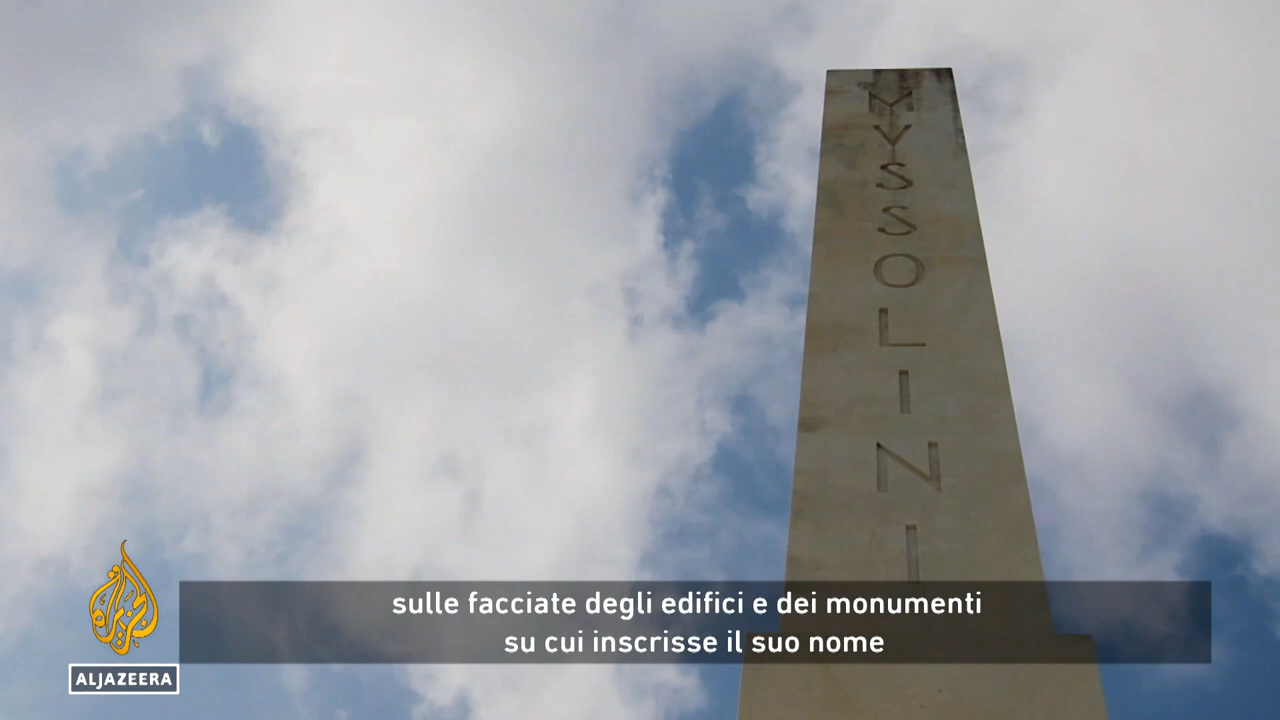 MVSSOLINI
sulle facciate degli edifici e dei monumenti
su cui inscrisse il suo nome
ALJAZEERA